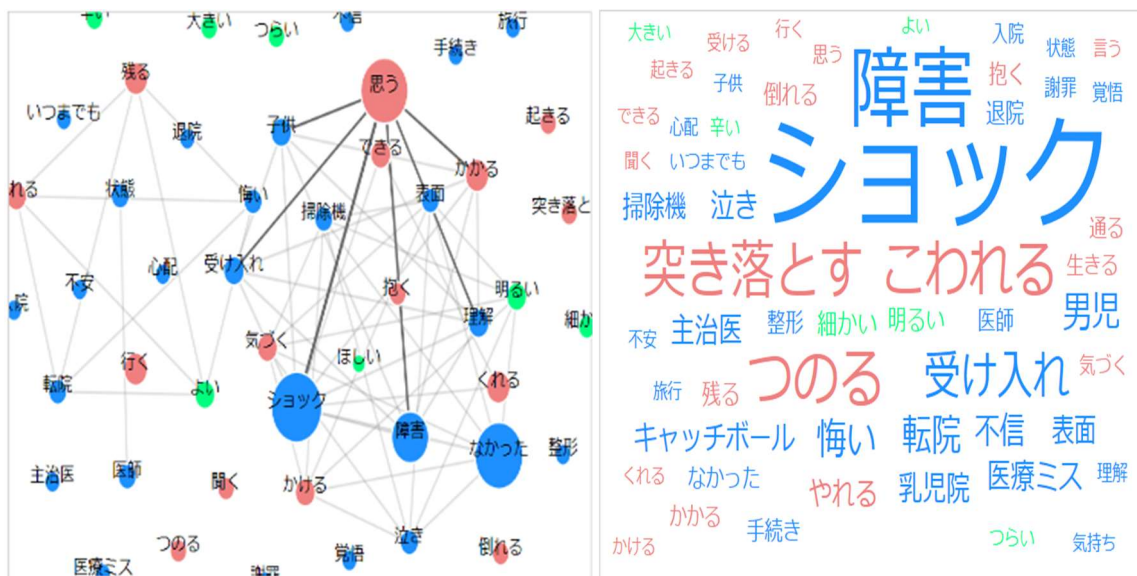 大きい
つらい
不信
旅行
手続き
思う
残る
いつまでも
退院
子供
できる
起きる
かかる
れる
状態
悔い
掃除機
表面
突き落と
受け入れ
心配
不安
抱く
明るい
院
理解
細か
気づく
ほしい
行く
転院
よい
くれる
ショック
障害
なかった
整形
主治医
医師
聞く
かける
泣き
つのる
覚悟
倒れる
医療ミス
謝罪
大きい
受ける
行く
思う
よい
入院
状態
言う
起きる
子供
倒れる
障害
抱く
謝罪
覚悟
できる
心配
辛い
退院
聞く
いつまでも
ショック
掃除機
泣き
通る
突き落とす
こわれる
生きる
不安
主治医
整形
細かい
明るい
医師
男児
旅行
残る
つのる
受け入れ
気づく
キャッチボール
悔い
転院
不信
表面
くれる
なかった
やれる
乳児院
医療ミス
理解
かかる
手続き
かける
つらい
気持ち